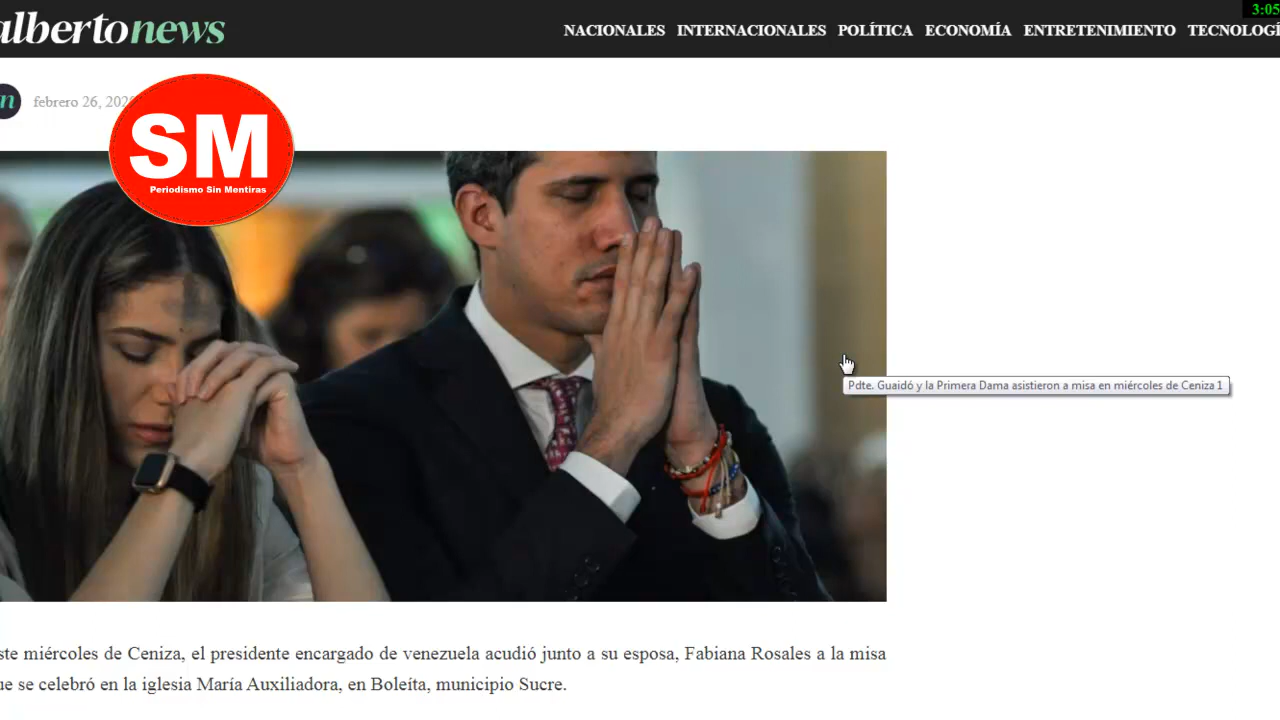 albertonews
NACIONALES INTERNACIONALES POLÍTICA ECONOMÍA ENTRETENIMIENTO TECNOLOGÍ
3:05
n
febrero 26, 202
SM
Periodismo Sin Mentiras
Pdte. Guaidó y la Primera Dama asistieron a misa en miércoles de Ceniza 1
ste miércoles de Ceniza, el presidente encargado de venezuela acudió junto a su esposa, Fabiana Rosales a la misa
ue se celebró en la iglesia María Auxiliadora, en Boleíta, municipio Sucre.